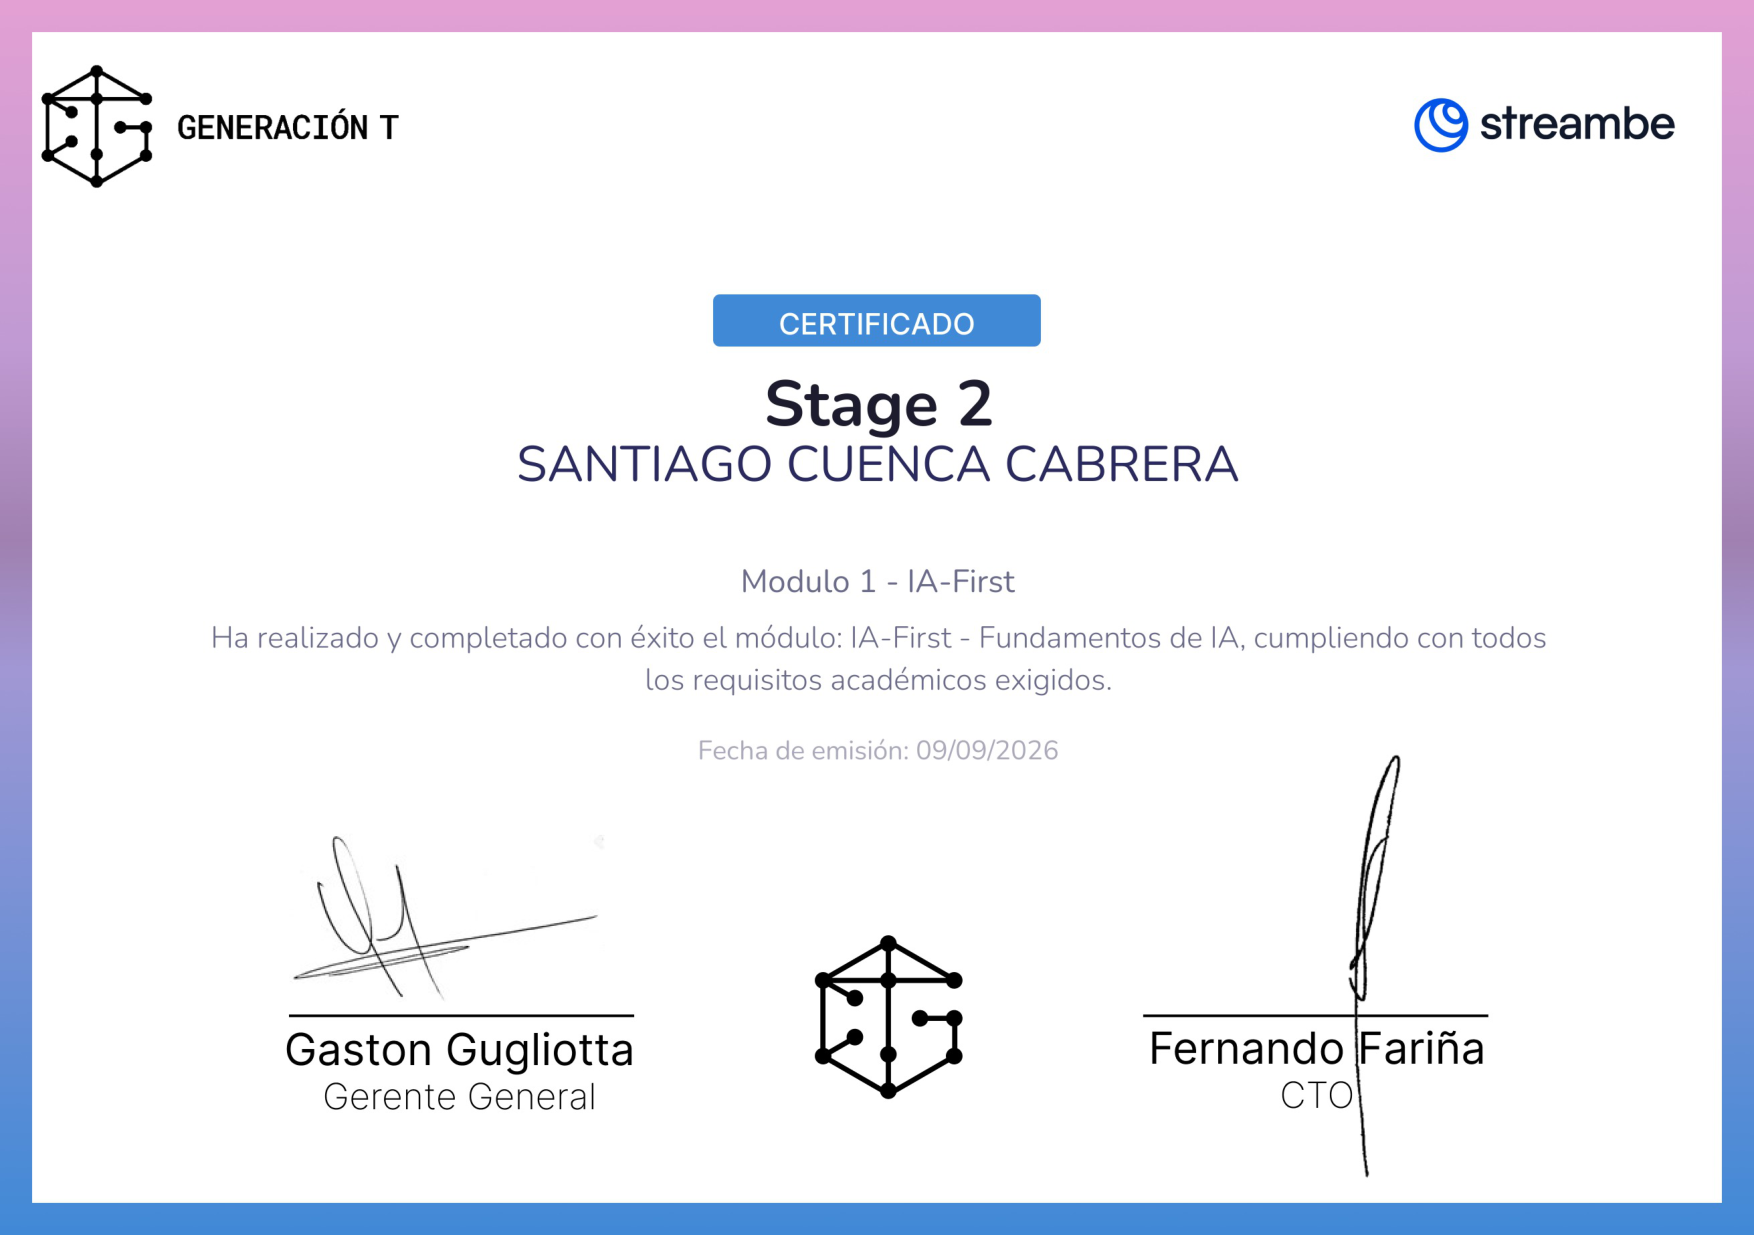 GENERACIÓN T
streambe
CERTIFICADO
Stage 2
SANTIAGO CUENCA CABRERA
Modulo 1 - IA-First
Ha realizado y completado con éxito el módulo: IA-First - Fundamentos de IA, cumpliendo con todos
los requisitos académicos exigidos.
Fecha de emisión: 09/09/2026
Gaston Gugliotta
Gerente General
Fernando Fariña
CTO